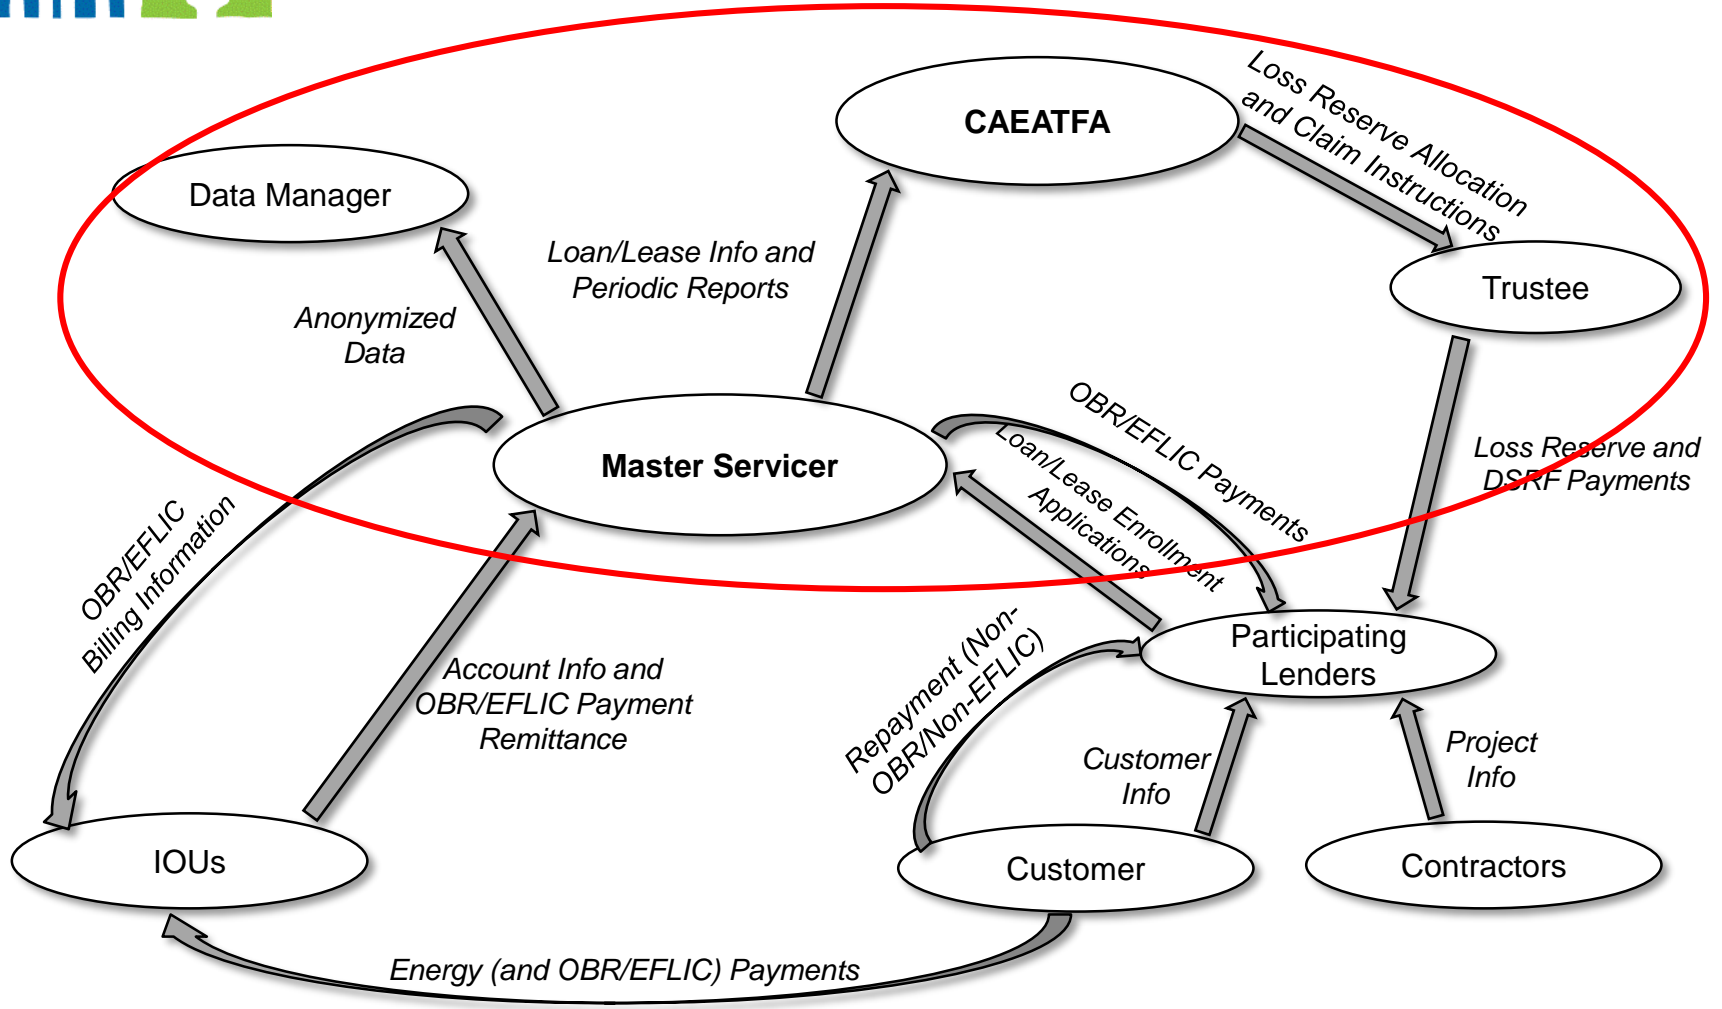 CAEATFA
Loss Reserve Allocation
and Claim Instructions
Data Manager
Loan/Lease Info and
Periodic Reports
Trustee
Anonymized
Data
Master Servicer
OBR/EFLIC Payments
Loan/Lease Enrollment
Applications
Loss Reserve and
DSRF Payments
OBR/EFLIC
Billing Information
Account Info and
OBR/EFLIC Payment
Remittance
Repayment (Non-
OBR/Non-EFLIC)
Participating
Lenders
Customer
Info
Project
Info
IOUs
Customer
Contractors
Energy (and OBR/EFLIC) Payments